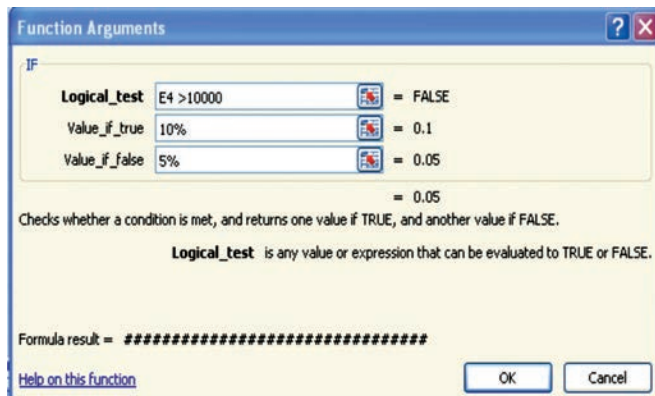 Function Arguments
IF
Logical_test E4 >10000 = FALSE
Value_if_true 10% = 0.1
Value_if_false 5% = 0.05
= 0.05
Checks whether a condition is met, and returns one value if TRUE, and another value if FALSE.
Logical_test is any value or expression that can be evaluated to TRUE or FALSE.
Formula result = ################################
Help on this function OK Cancel